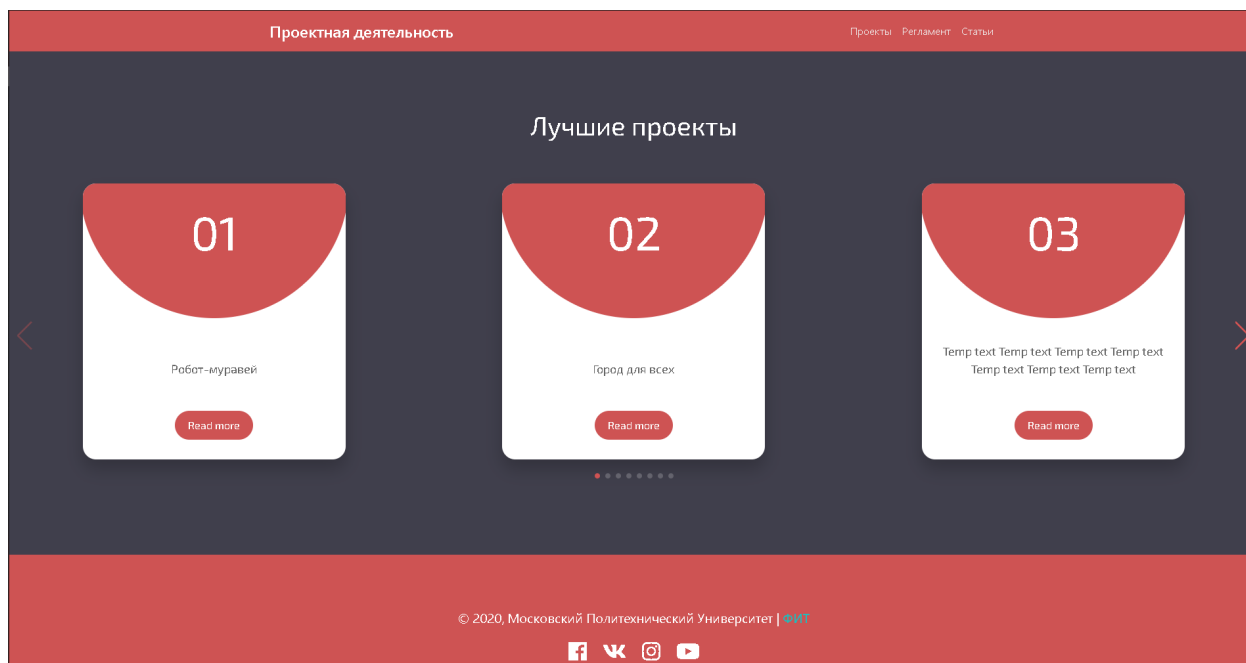 Проектная деятельность
Проекты Регламент Статьи
Лучшие проекты
01
Робот-муравей
Read more
02
Город для всех
Read more
03
Temp text Temp text Temp text Temp text
Temp text Temp text Temp text
Read more
© 2020, Московский Политехнический Университет | ФИТ